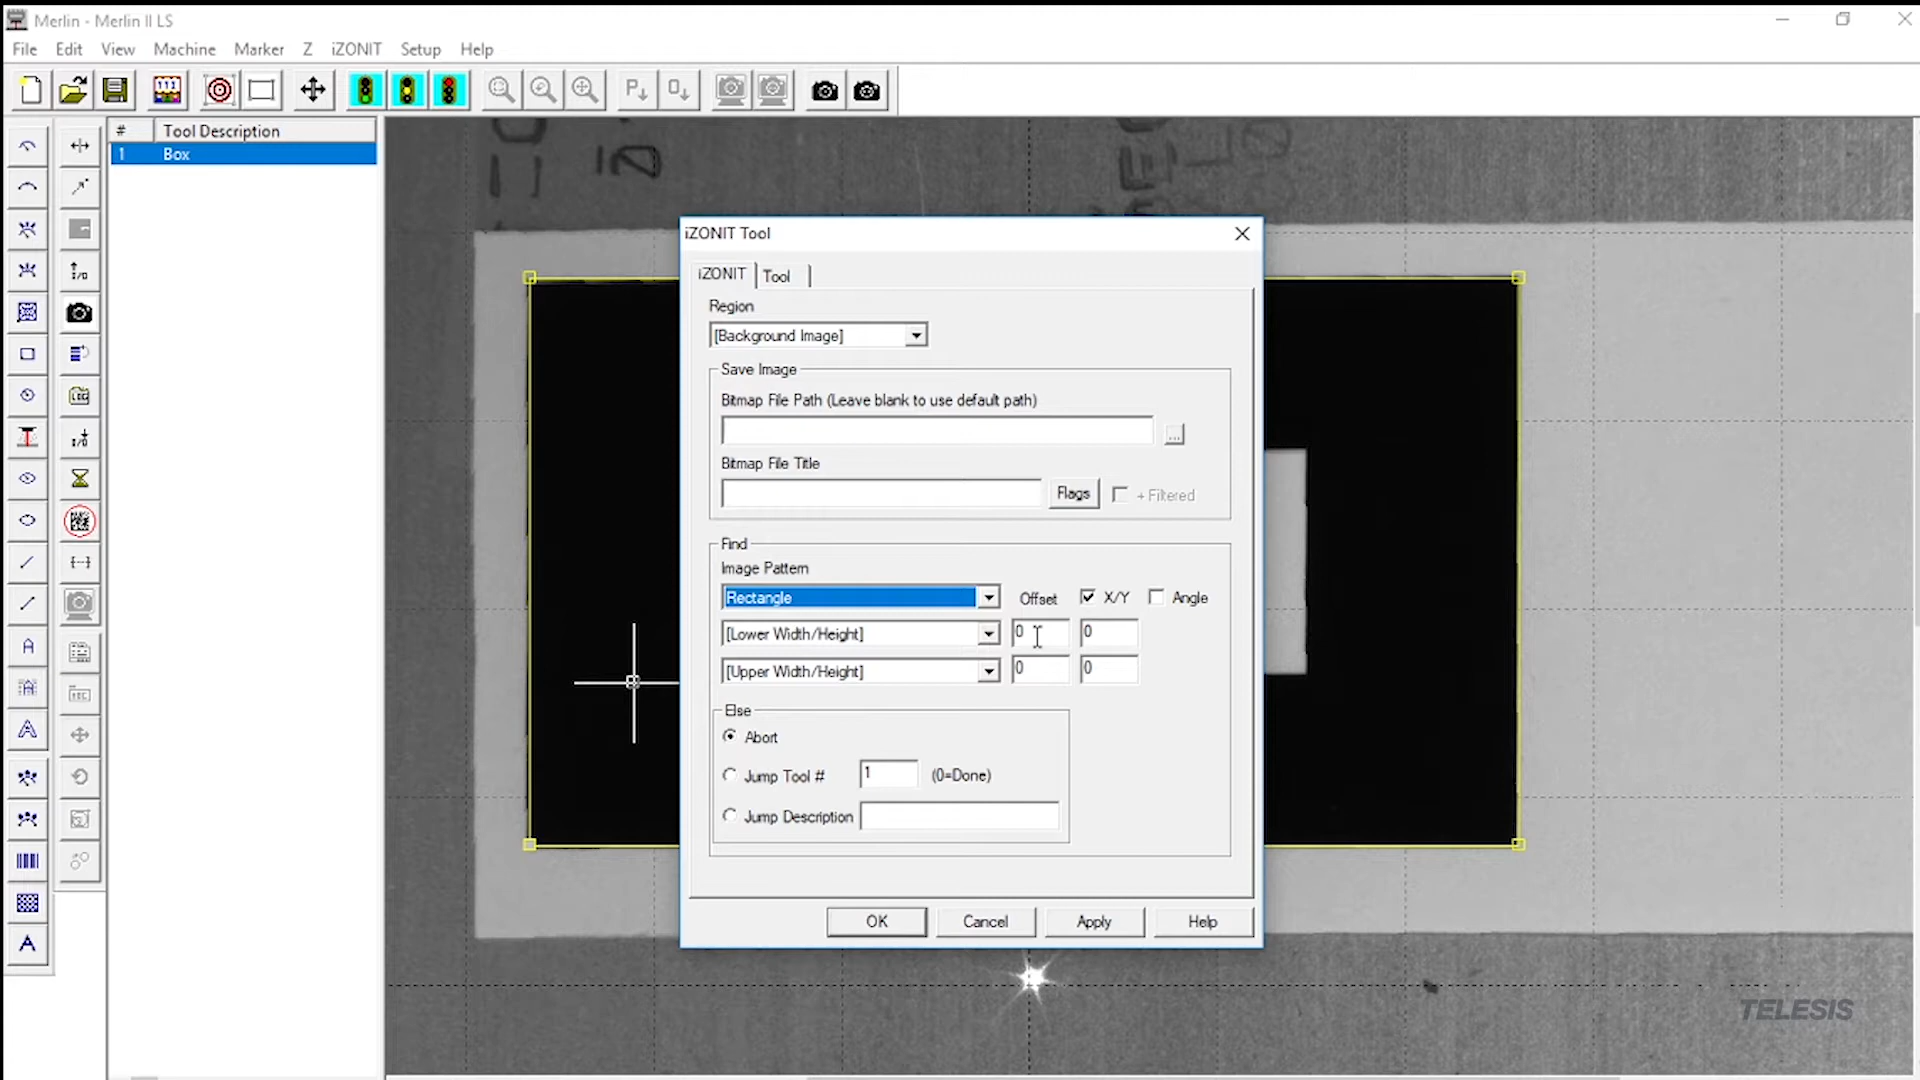 Merlin - Merlin II LS
File Edit View Machine Marker Z iZONIT Setup Help
# Tool Description
1 Box
iZONIT Tool
iZONIT Tool
Region
[Background Image]
Save Image
Bitmap File Path (Leave blank to use default path)
...
Bitmap File Title
Flags + Filtered
Find
Image Pattern
Rectangle Offset X/Y Angle
[Lower Width/Height] 0 0
[Upper Width/Height] 0 0
Else
Abort
Jump Tool # 1 (0=Done)
Jump Description
OK Cancel Apply Help
TELESIS